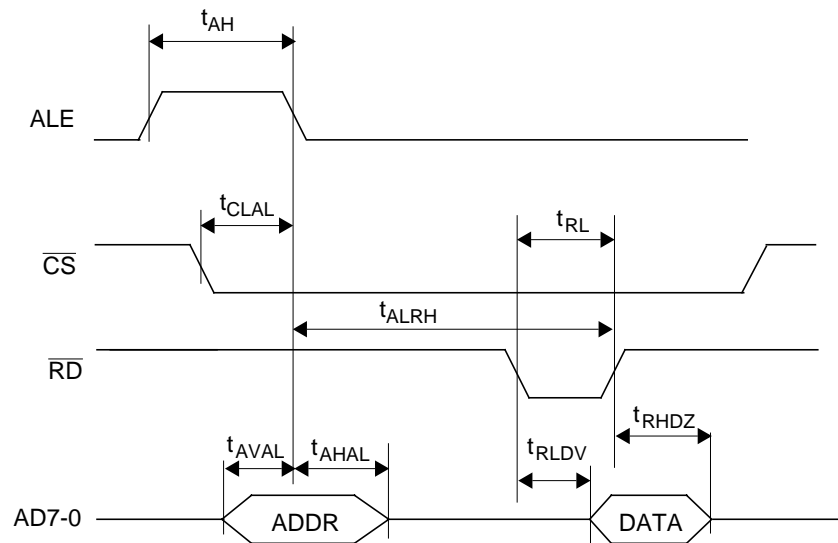 tAH
ALE
tCLAL
tRL
CS
tALRH
RD
tRHDZ
tAVAL
tAHAL
tRLDV
AD7-0
ADDR
DATA